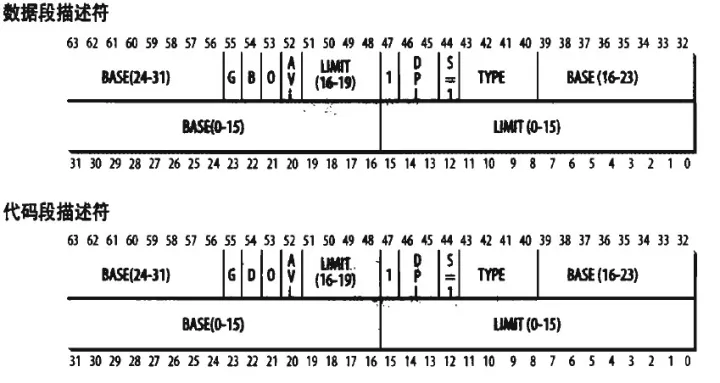 数据段描述符
63 62 61 60 59 58 57 56 55 54 53 52 51 50 49 48 47 46 45 44 43 42 41 40 39 38 37 36 35 34 33 32
BASE(24-31) G B O AV LIMIT (16-19) 1 DPL S=1 TYPE BASE (16-23)
BASE(0-15) LIMIT (0-15)
31 30 29 28 27 26 25 24 23 22 21 20 19 18 17 16 15 14 13 12 11 10 9 8 7 6 5 4 3 2 1 0
代码段描述符
63 62 61 60 59 58 57 56 55 54 53 52 51 50 49 48 47 46 45 44 43 42 41 40 39 38 37 36 35 34 33 32
BASE(24-31) G D O AV LIMIT (16-19) 1 DPL S=1 TYPE BASE (16-23)
BASE(0-15) LIMIT (0-15)
31 30 29 28 27 26 25 24 23 22 21 20 19 18 17 16 15 14 13 12 11 10 9 8 7 6 5 4 3 2 1 0